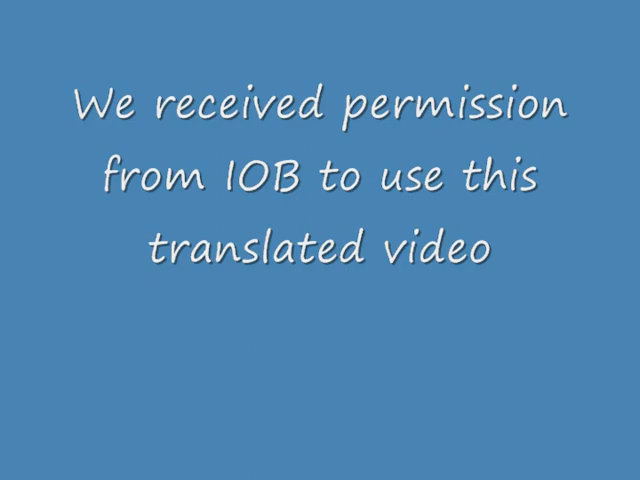 We received permission
from IOB to use this
translated video